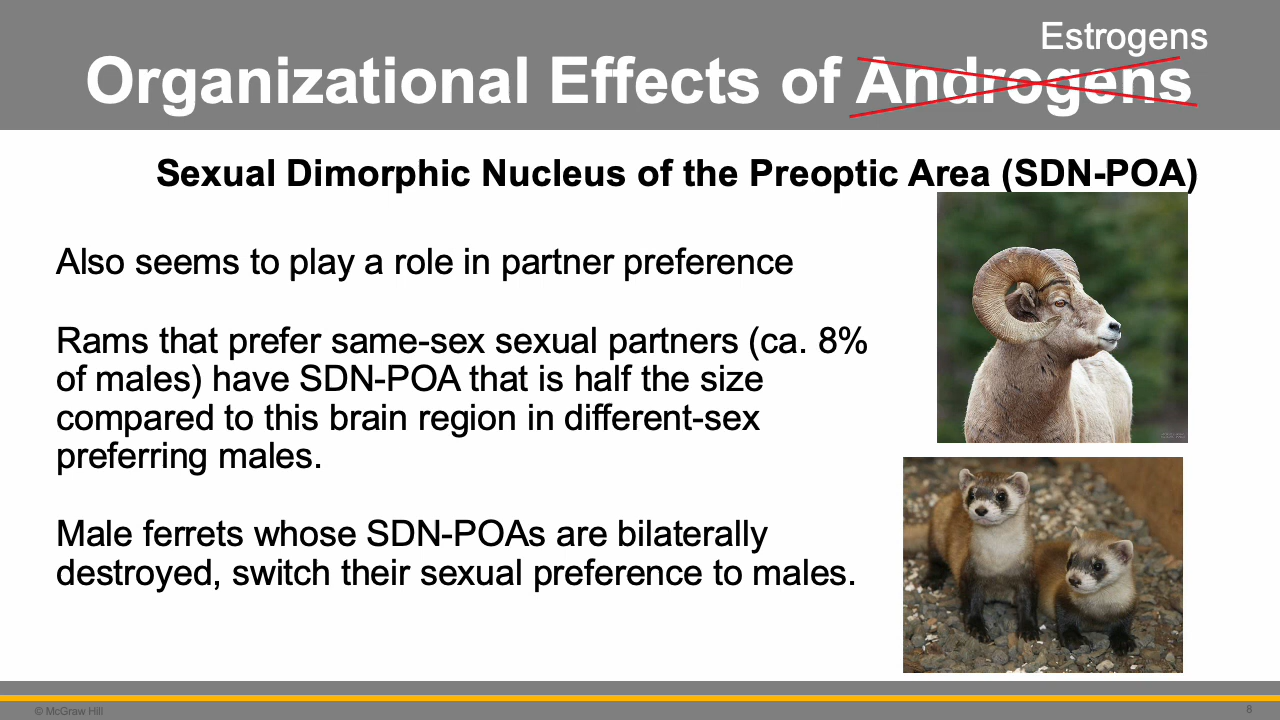 Estrogens
Organizational Effects of Androgens
Sexual Dimorphic Nucleus of the Preoptic Area (SDN-POA)
Also seems to play a role in partner preference
Rams that prefer same-sex sexual partners (ca. 8%
of males) have SDN-POA that is half the size
compared to this brain region in different-sex
preferring males.
Male ferrets whose SDN-POAs are bilaterally
destroyed, switch their sexual preference to males.
© McGraw Hill
8